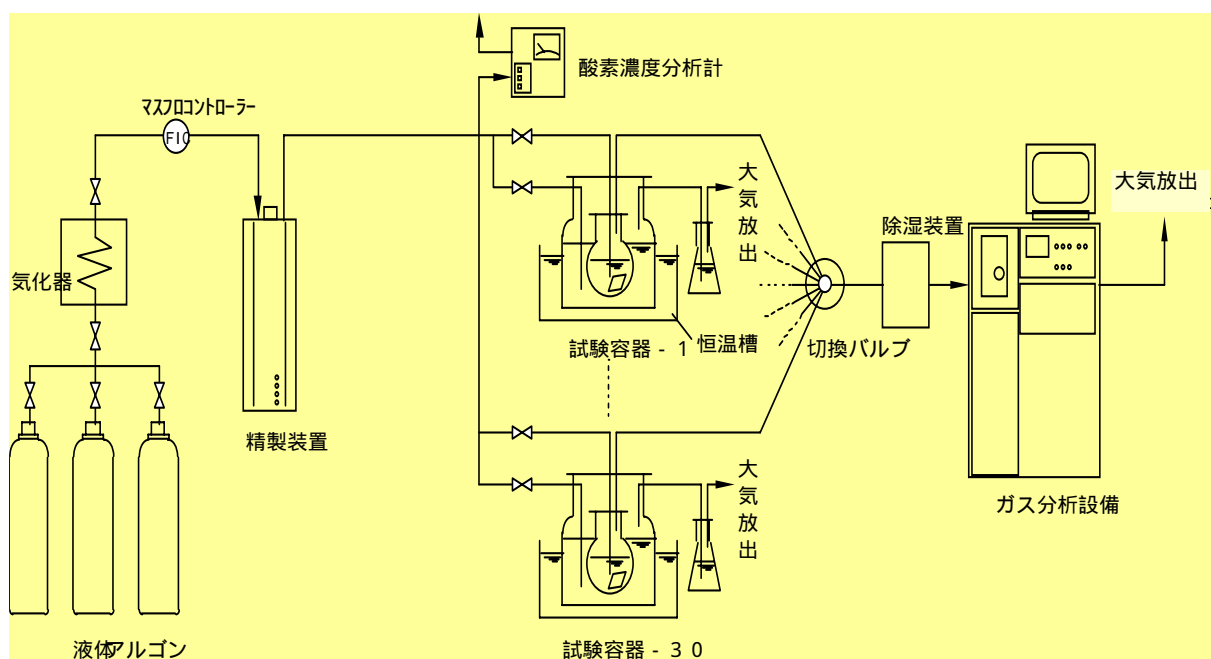 酸素濃度分析計
ﾏｽﾌﾛｺﾝﾄﾛｰﾗｰ
FIC
大気放出
大気放出
除湿装置
気化器
試験容器 - 1
恒温槽
切換バルブ
精製装置
大気放出
ガス分析設備
液体アルゴン
試験容器 - 3 0